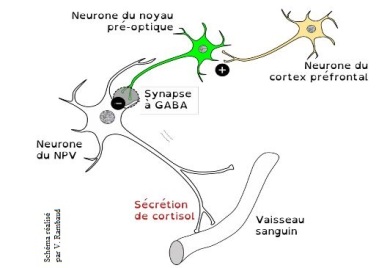 Neurone du noyau
pré-optique
Neurone du
cortex préfrontal
+
Synapse
à GABA
-
Neurone
du NPV
Sécrétion
de cortisol
Vaisseau
sanguin
Schéma réalisé
par V. Rambaud